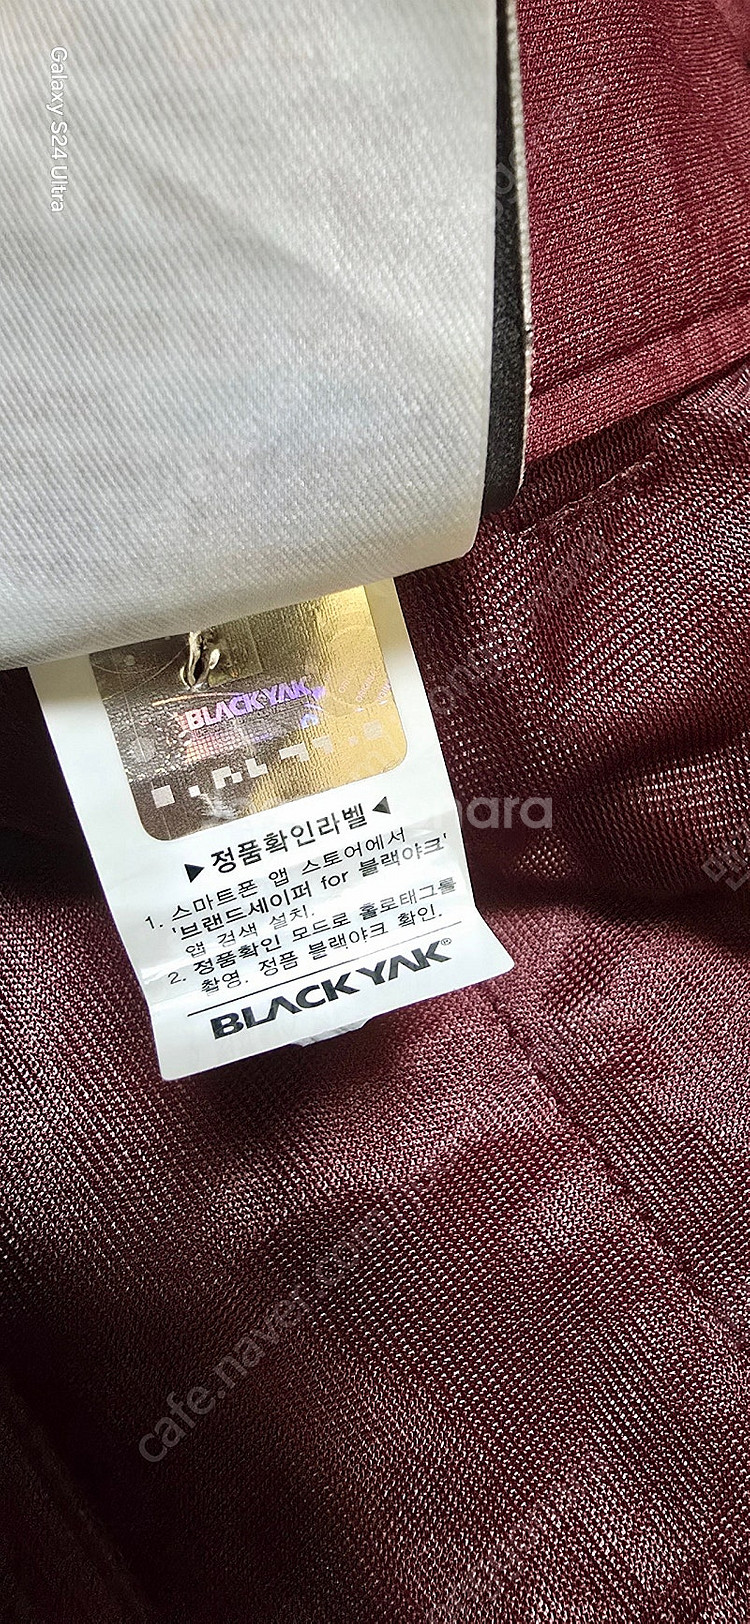 Galaxy S24 Ultra
BLACKYAK
▶정품확인라벨◀
1. 스마트폰 앱 스토어에서
'브랜드세이퍼 for 블랙야크'
앱 검색 설치.
2. 정품확인 모드로 홀로태그를
촬영. 정품 블랙야크 확인.
BLACKYAK®
cafe.naver.com